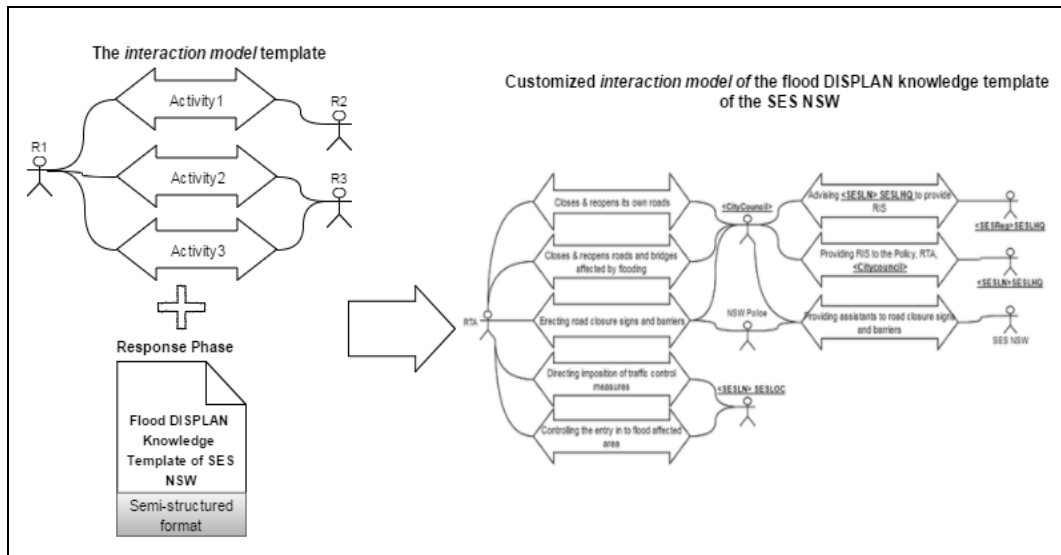 The interaction model template
R1
Activity1
R2
Activity2
R3
Activity3
Response Phase
Flood DISPLAN
Knowledge
Template of SES
NSW
Semi-structured
format
Customized interaction model of the flood DISPLAN knowledge template
of the SES NSW
RTA
Closes & reopens its own roads
Closes & reopens roads and bridges
affected by flooding
Erecting road closure signs and barriers
Directing imposition of traffic control
measures
Controlling the entry in to flood affected
area
<CityCouncil>
NSW Police
<SESLN> SESLOC
Advising <SESLN> SESLHQ to provide
RIS
Providing RIS to the Policy, RTA,
<Citycouncil>
Providing assistants to road closure signs
and barriers
<SESReg>SESLHQ
<SESLN>SESLHQ
SES NSW